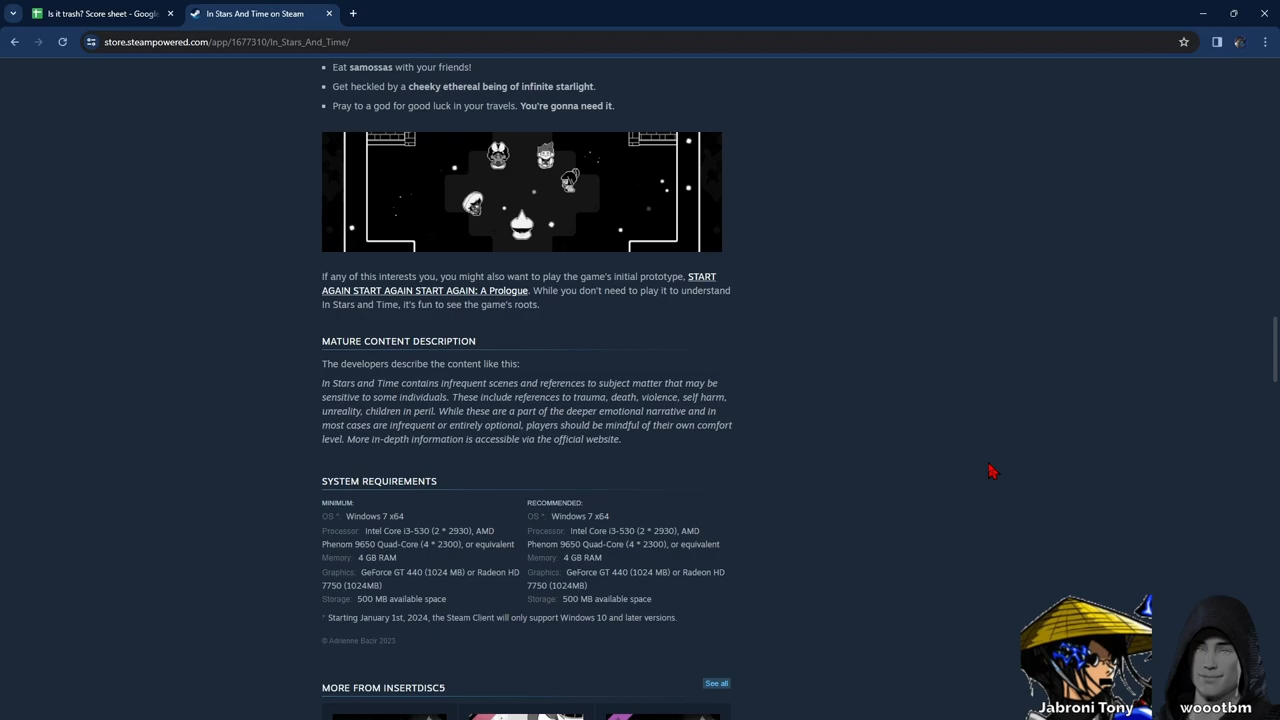 Is it trash? Score sheet - Google
In Stars And Time on Steam
store.steampowered.com/app/1677310/In_Stars_And_Time/
Eat samossas with your friends!
Get heckled by a cheeky ethereal being of infinite starlight.
Pray to a god for good luck in your travels. You're gonna need it.
If any of this interests you, you might also want to play the game's initial prototype, START
AGAIN START AGAIN START AGAIN: A Prologue. While you don't need to play it to understand
In Stars and Time, it's fun to see the game's roots.
MATURE CONTENT DESCRIPTION
The developers describe the content like this:
In Stars and Time contains infrequent scenes and references to subject matter that may be
sensitive to some individuals. These include references to trauma, death, violence, self harm,
unreality, children in peril. While these are a part of the deeper emotional narrative and in
most cases are infrequent or entirely optional, players should be mindful of their own comfort
level. More in-depth information is accessible via the official website.
SYSTEM REQUIREMENTS
MINIMUM:
OS *: Windows 7 x64
Processor: Intel Core i3-530 (2 * 2930), AMD
Phenom 9650 Quad-Core (4 * 2300), or equivalent
Memory: 4 GB RAM
Graphics: GeForce GT 440 (1024 MB) or Radeon HD
7750 (1024MB)
Storage: 500 MB available space
RECOMMENDED:
OS *: Windows 7 x64
Processor: Intel Core i3-530 (2 * 2930), AMD
Phenom 9650 Quad-Core (4 * 2300), or equivalent
Memory: 4 GB RAM
Graphics: GeForce GT 440 (1024 MB) or Radeon HD
7750 (1024MB)
Storage: 500 MB available space
* Starting January 1st, 2024, the Steam Client will only support Windows 10 and later versions.
© Adrienne Bazir 2023
MORE FROM INSERTDISC5
See all
Jabroni Tony
woootbm